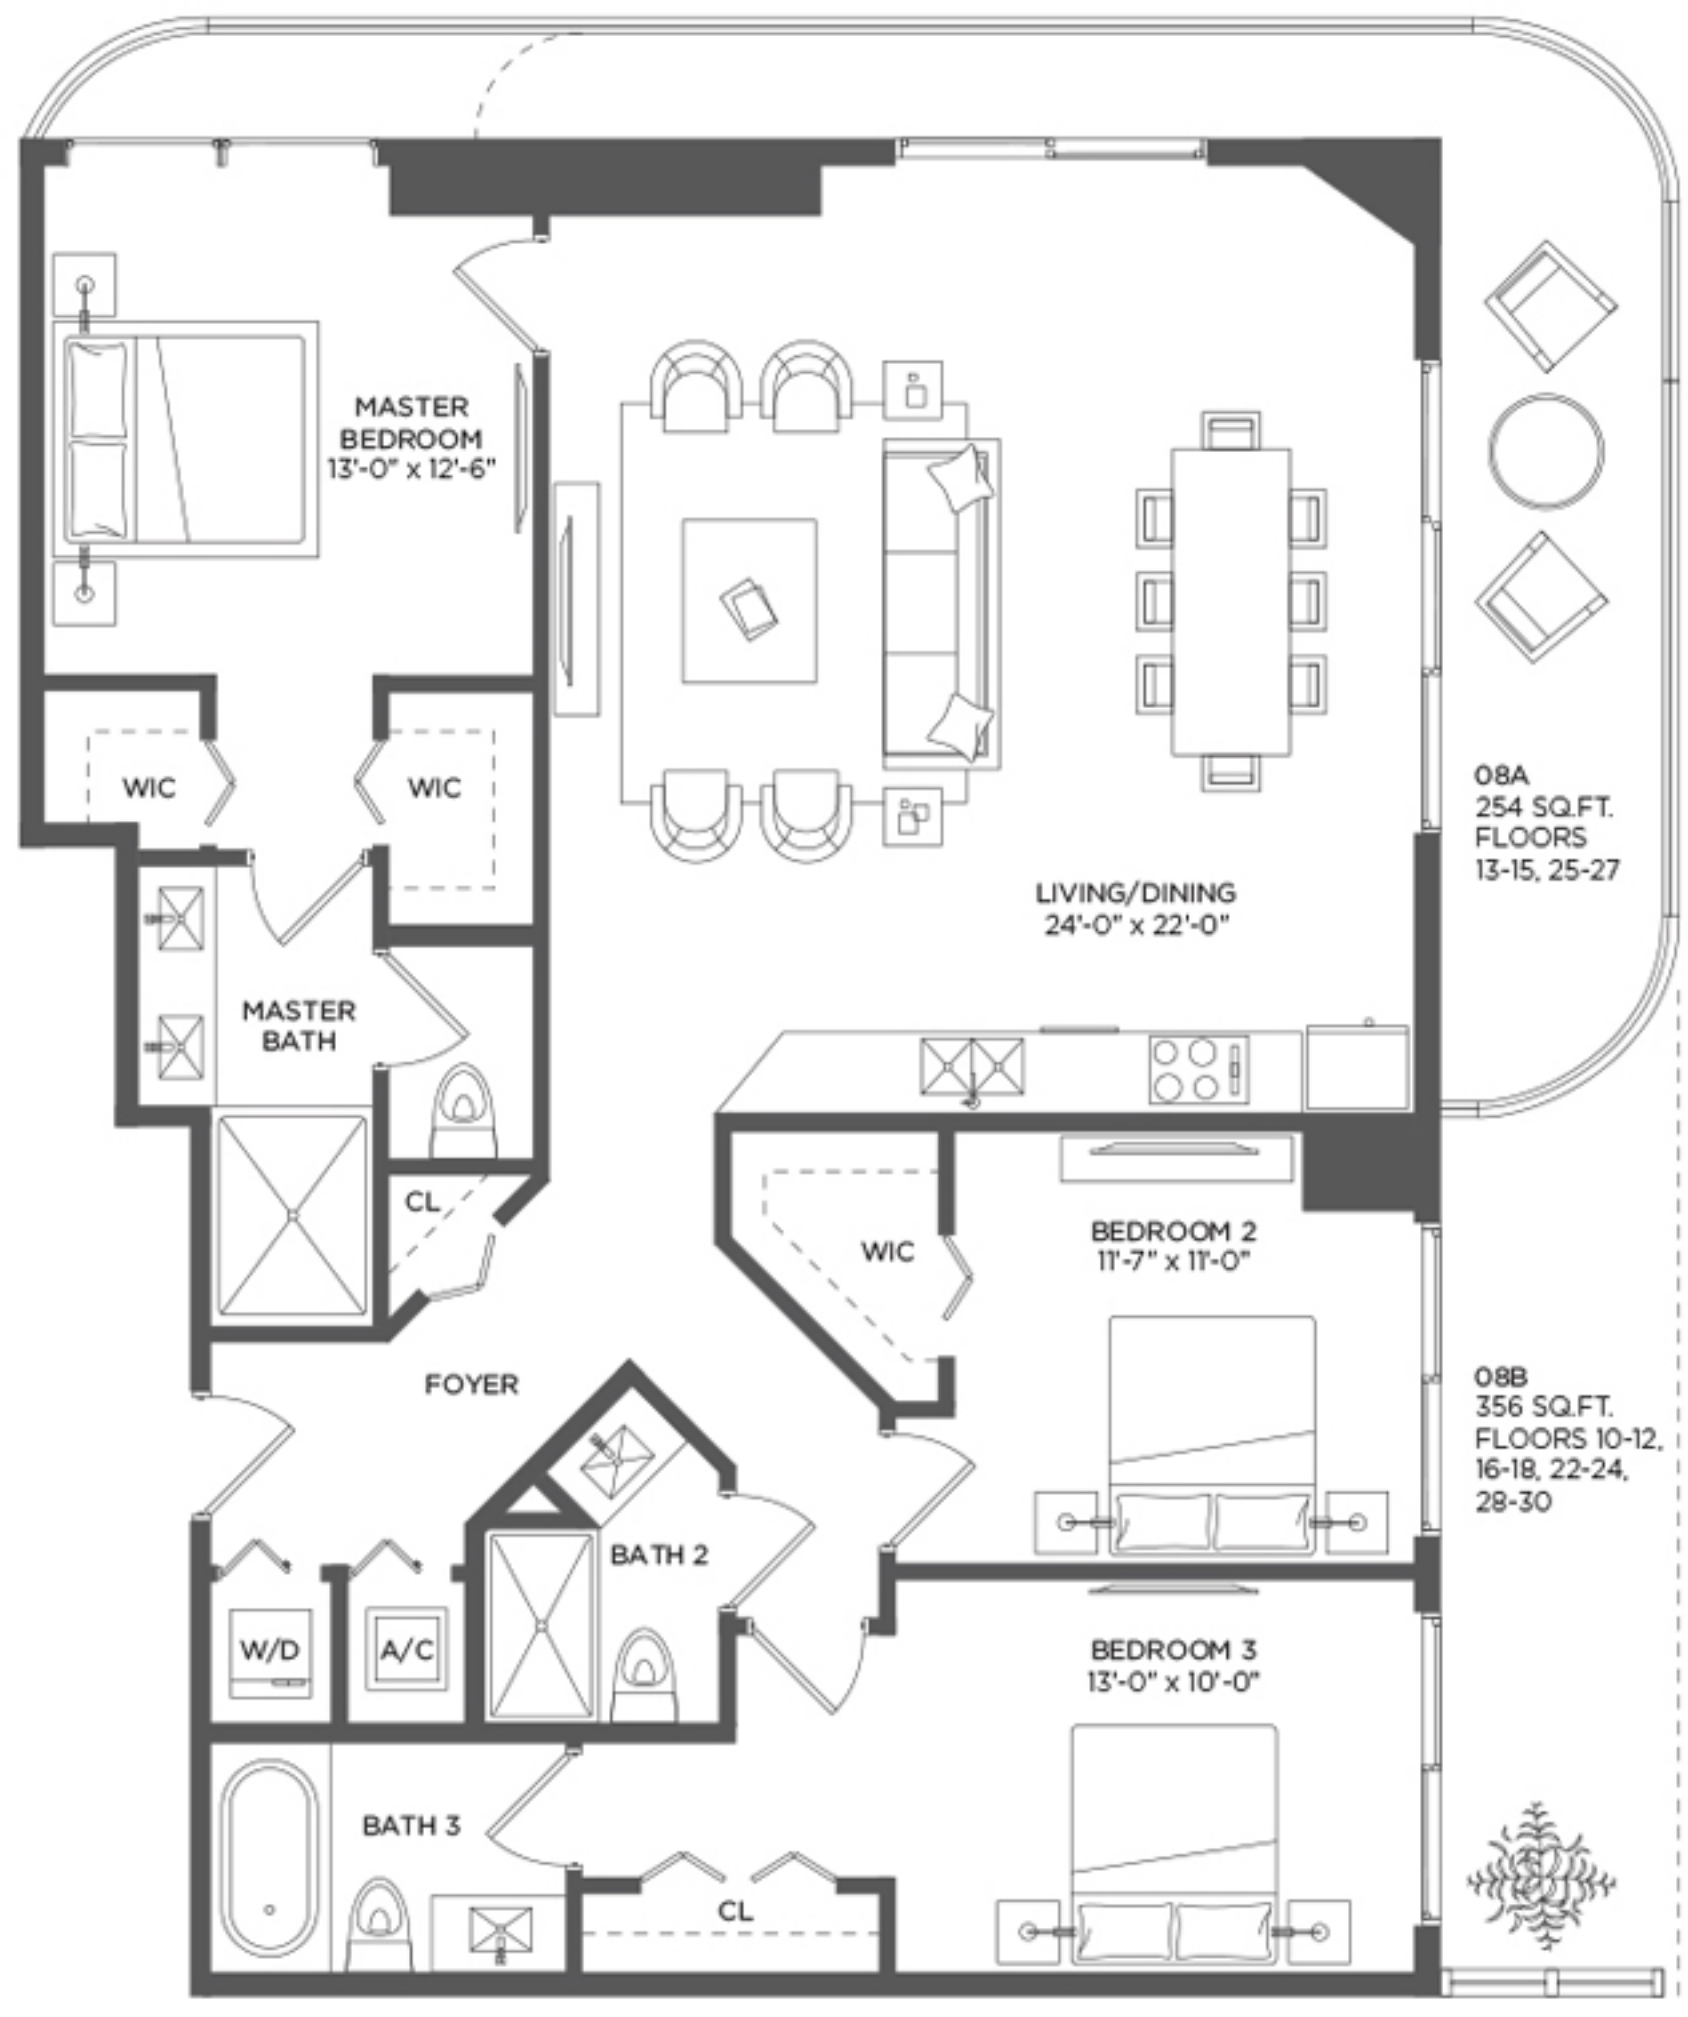 MASTER
BEDROOM
13'-0" x 12'-6"
WIC
WIC
08A
254 SQ.FT.
FLOORS
13-15, 25-27
LIVING/DINING
24'-0" x 22'-0"
MASTER
BATH
CL
WIC
BEDROOM 2
11'-7" x 11'-0"
FOYER
08B
356 SQ.FT.
FLOORS 10-12,
16-18, 22-24,
28-30
BATH 2
W/D
A/C
BEDROOM 3
13'-0" x 10'-0"
BATH 3
CL